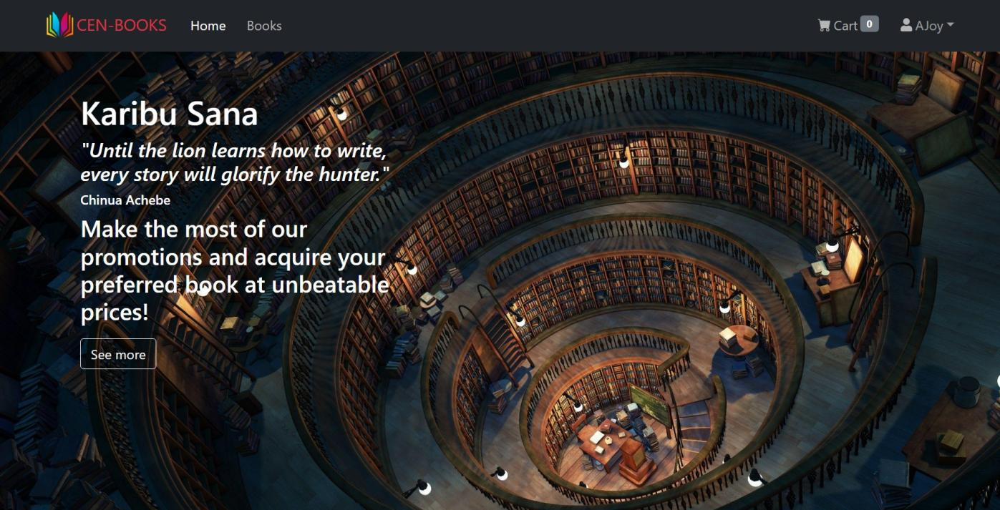 CEN-BOOKS Home Books Cart 0 AJoy
Karibu Sana
"Until the lion learns how to write,
every story will glorify the hunter."
Chinua Achebe
Make the most of our
promotions and acquire your
preferred book at unbeatable
prices!
See more